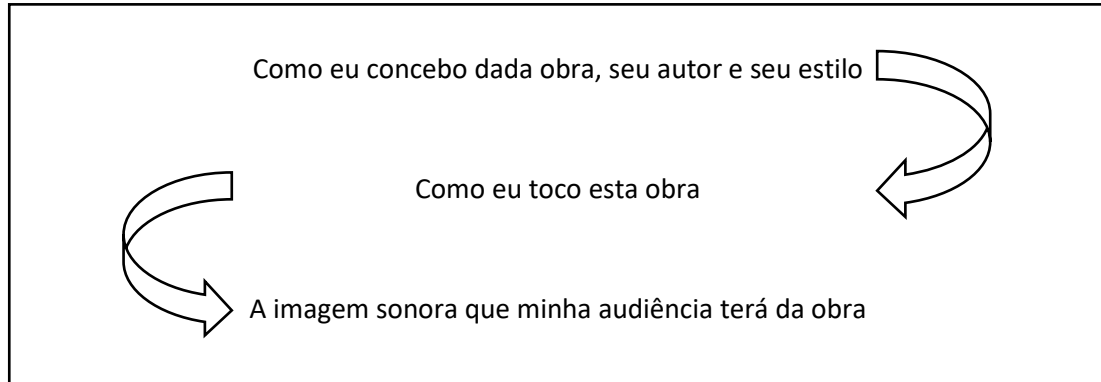 Como eu concebo dada obra, seu autor e seu estilo
Como eu toco esta obra
A imagem sonora que minha audiência terá da obra